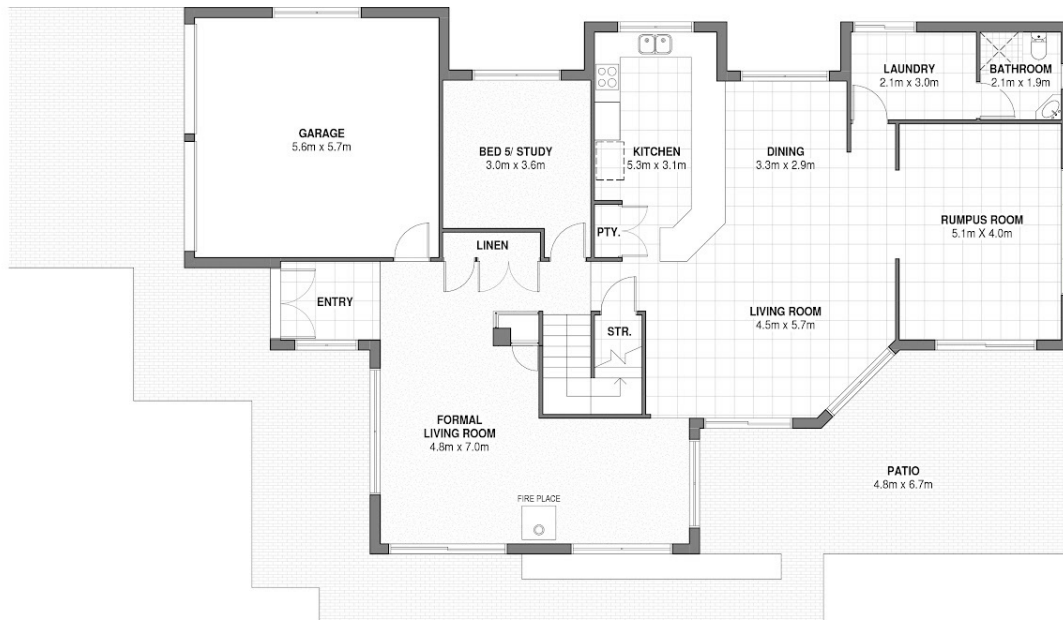 LAUNDRY
2.1m x 3.0m
BATHROOM
2.1m x 1.9m
GARAGE
5.6m x 5.7m
BED 5/ STUDY
3.0m x 3.6m
KITCHEN
5.3m x 3.1m
DINING
3.3m x 2.9m
RUMPUS ROOM
5.1m X 4.0m
PTY.
LINEN
ENTRY
STR.
LIVING ROOM
4.5m x 5.7m
FORMAL
LIVING ROOM
4.8m x 7.0m
PATIO
4.8m x 6.7m
FIRE PLACE